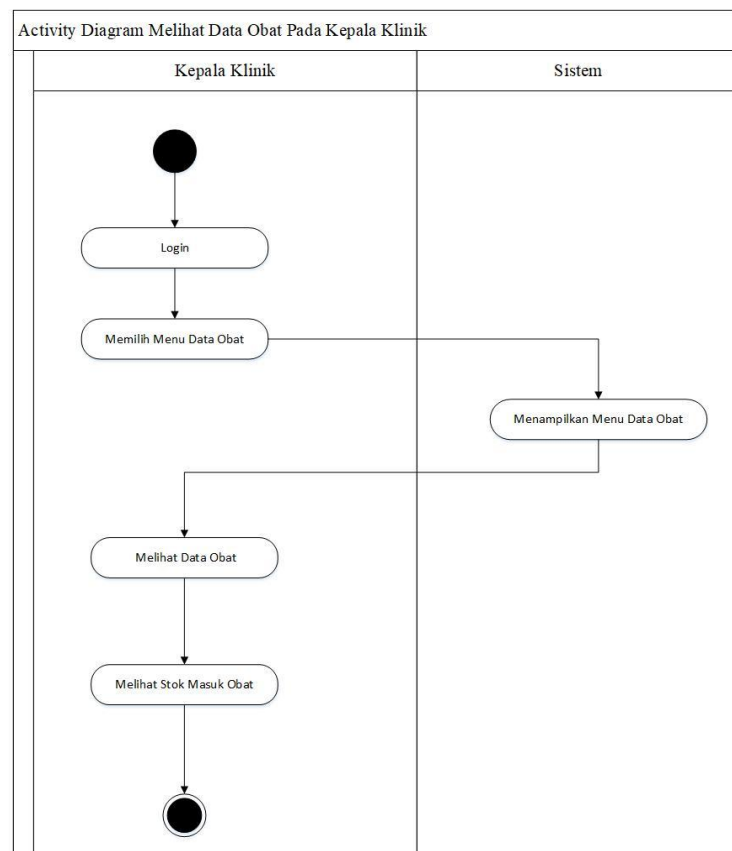 Activity Diagram Melihat Data Obat Pada Kepala Klinik
Kepala Klinik
Sistem
Login
Memilih Menu Data Obat
Menampilkan Menu Data Obat
Melihat Data Obat
Melihat Stok Masuk Obat